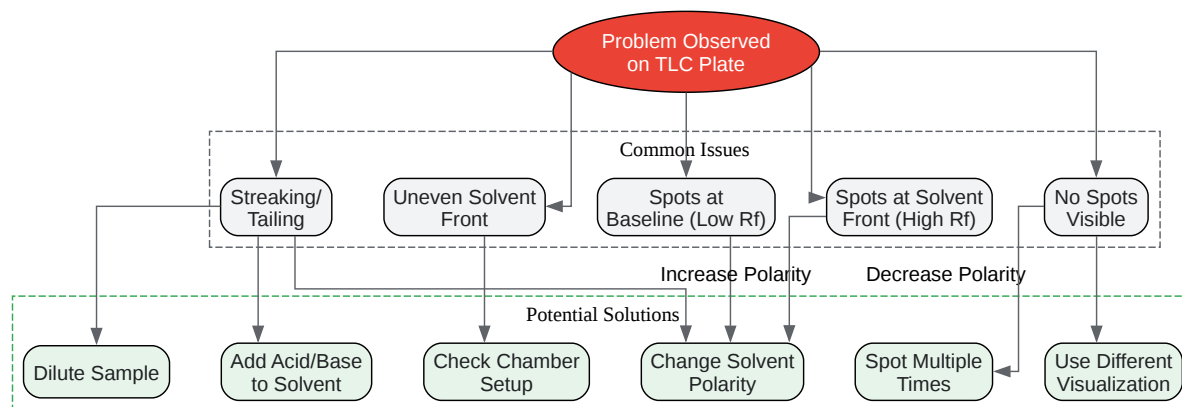 Problem Observed
on TLC Plate
Common Issues
Streaking/
Tailing
Uneven Solvent
Front
Spots at
Baseline (Low Rf)
Spots at Solvent
Front (High Rf)
No Spots
Visible
Increase Polarity
Decrease Polarity
Potential Solutions
Dilute Sample
Add Acid/Base
to Solvent
Check Chamber
Setup
Change Solvent
Polarity
Spot Multiple
Times
Use Different
Visualization